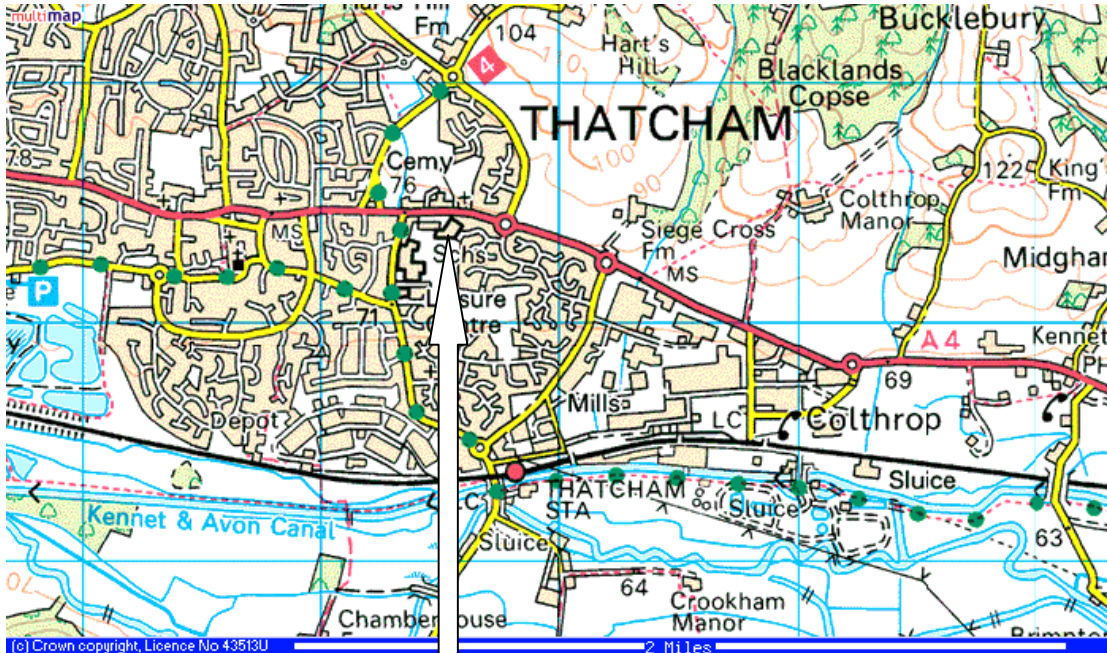 multimap
Fm
104
4
Hart's
Hill
Bucklebury
Blacklands
Copse
THATCHAM
78
Cemy
76
100
90
122
King'
Fm
Colthrop
Manor
MS
Schs
Siege Cross
Fm
MS
Midgham
P
71
Leisure
Centre
A 4
Kennet
PH
69
Mills
Depot
LC
Colthrop
Sluice
THATCHAM
STA
LC
Sluice
Kennet & Avon Canal
Sluice
63
64
Crookham
Manor
70
Chamberhouse
Brimpton
(c) Crown copyright, Licence No 43513U
2 Miles